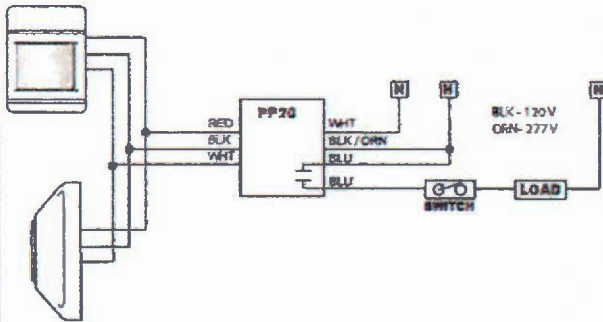 N H N
PP20
BLK - 120V
ORN - 277V
RED WHT
BLK BLK/ORN
WHT BLU
BLU
SWITCH LOAD